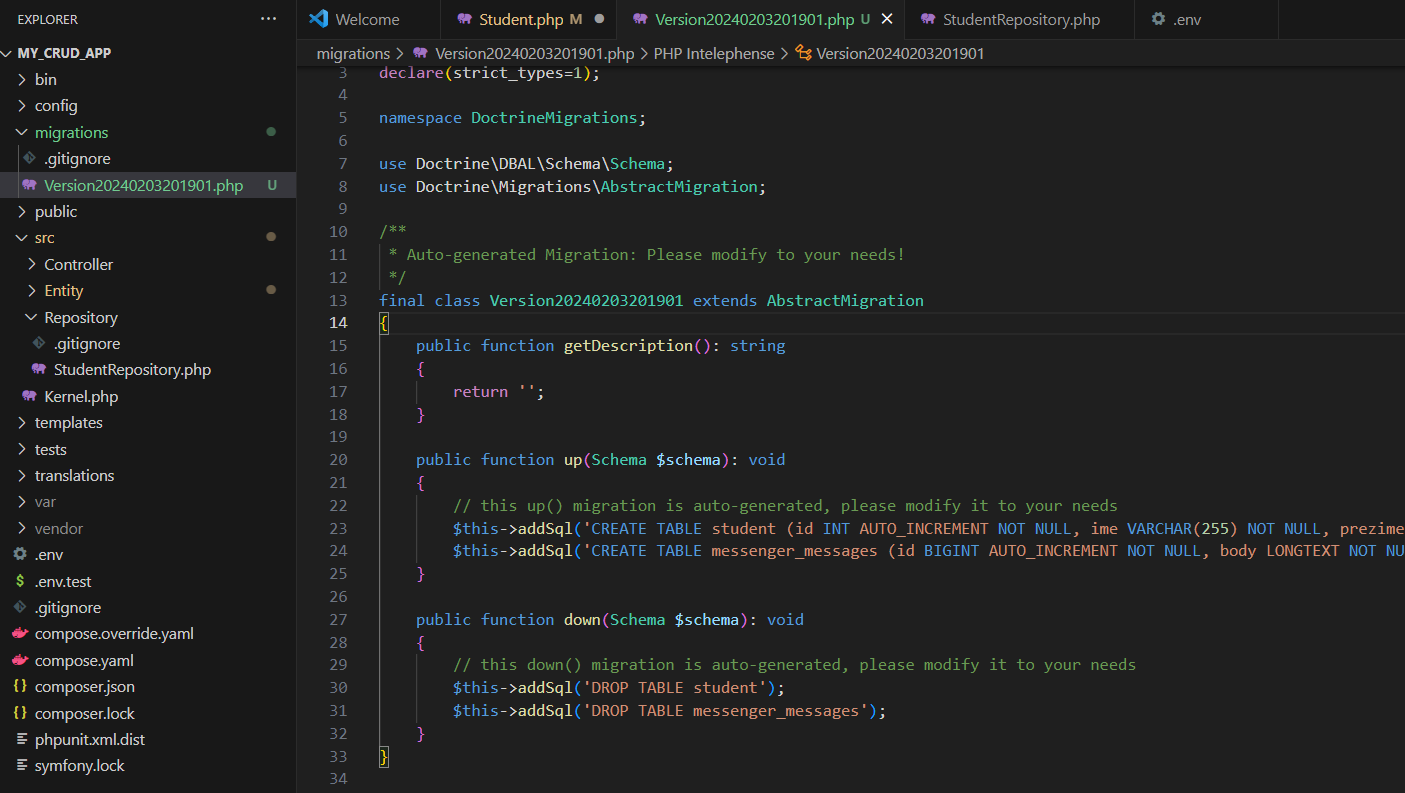 EXPLORER
···
MY_CRUD_APP
bin
config
migrations
.gitignore
Version20240203201901.php U
public
src
Controller
Entity
Repository
.gitignore
StudentRepository.php
Kernel.php
templates
tests
translations
var
vendor
.env
.env.test
.gitignore
compose.override.yaml
compose.yaml
composer.json
composer.lock
phpunit.xml.dist
symfony.lock
Welcome
Student.php M
Version20240203201901.php U
StudentRepository.php
.env
migrations > Version20240203201901.php > PHP Intelephense > Version20240203201901
3 declare(strict_types=1);
4
5 namespace DoctrineMigrations;
6
7 use Doctrine\DBAL\Schema\Schema;
8 use Doctrine\Migrations\AbstractMigration;
9
10 /**
11 * Auto-generated Migration: Please modify to your needs!
12 */
13 final class Version20240203201901 extends AbstractMigration
14 {
15 public function getDescription(): string
16 {
17 return '';
18 }
19
20 public function up(Schema $schema): void
21 {
22 // this up() migration is auto-generated, please modify it to your needs
23 $this->addSql('CREATE TABLE student (id INT AUTO_INCREMENT NOT NULL, ime VARCHAR(255) NOT NULL, prezime
24 $this->addSql('CREATE TABLE messenger_messages (id BIGINT AUTO_INCREMENT NOT NULL, body LONGTEXT NOT NU
25 }
26
27 public function down(Schema $schema): void
28 {
29 // this down() migration is auto-generated, please modify it to your needs
30 $this->addSql('DROP TABLE student');
31 $this->addSql('DROP TABLE messenger_messages');
32 }
33 }
34